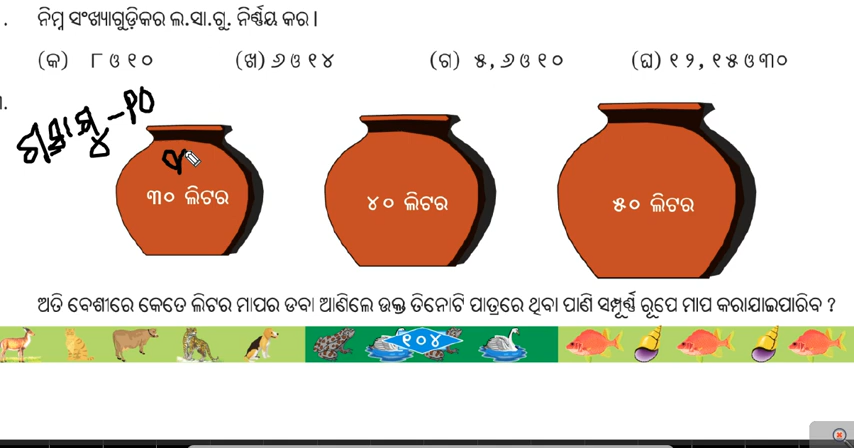 . ନିମ୍ନ ସଂଖ୍ୟାଗୁଡ଼ିକର ଲ.ସା.ଗୁ. ନିର୍ଣ୍ଣୟ କର।
(କ) ୮ ଓ ୧୦ (ଖ) ୬ ଓ ୧୪ (ଗ) ୫, ୬ ଓ ୧୦ (ଘ) ୧୨, ୧୫ ଓ ୩୦
୩୦ ଲିଟର ୪୦ ଲିଟର ୫୦ ଲିଟର
ଅତି ବେଶୀରେ କେତେ ଲିଟର ମାପର ଡବା ଆଣିଲେ ଉକ୍ତ ତିନୋଟି ପାତ୍ରରେ ଥିବା ପାଣି ସମ୍ପୂର୍ଣ୍ଣ ରୂପେ ମାପ କରାଯାଇପାରିବ ?
୧୦୪